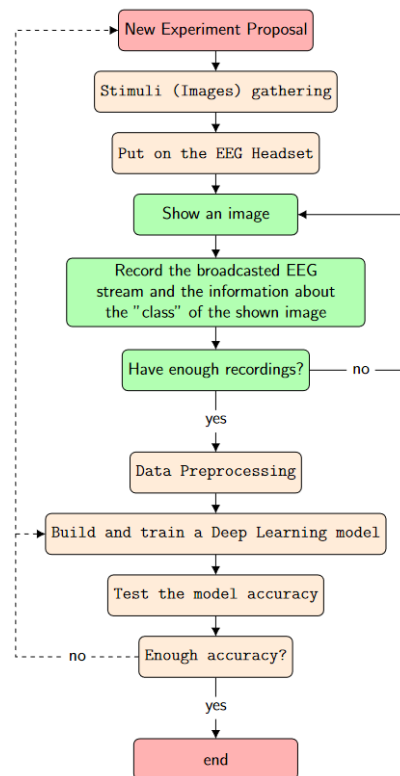 New Experiment Proposal
Stimuli (Images) gathering
Put on the EEG Headset
Show an image
Record the broadcasted EEG
stream and the information about
the "class" of the shown image
Have enough recordings?
no
yes
Data Preprocessing
Build and train a Deep Learning model
Test the model accuracy
no
Enough accuracy?
yes
end